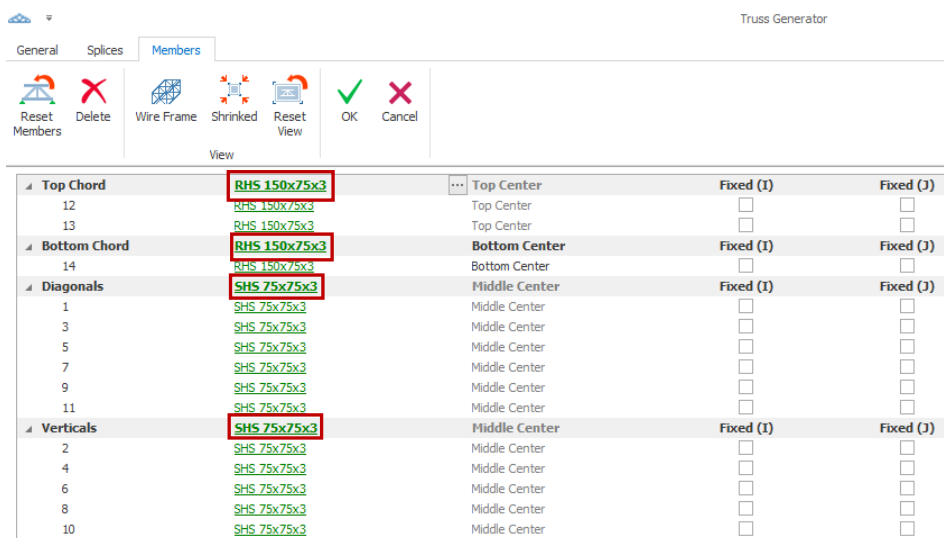 Truss Generator
General Splices Members
Reset Members Delete Wire Frame Shrinked Reset View OK Cancel
View
Top Chord RHS 150x75x3 ... Top Center Fixed (I) Fixed (J)
12 RHS 150x75x3 Top Center
13 RHS 150x75x3 Top Center
Bottom Chord RHS 150x75x3 Bottom Center Fixed (I) Fixed (J)
14 RHS 150x75x3 Bottom Center
Diagonals SHS 75x75x3 Middle Center Fixed (I) Fixed (J)
1 SHS 75x75x3 Middle Center
3 SHS 75x75x3 Middle Center
5 SHS 75x75x3 Middle Center
7 SHS 75x75x3 Middle Center
9 SHS 75x75x3 Middle Center
11 SHS 75x75x3 Middle Center
Verticals SHS 75x75x3 Middle Center Fixed (I) Fixed (J)
2 SHS 75x75x3 Middle Center
4 SHS 75x75x3 Middle Center
6 SHS 75x75x3 Middle Center
8 SHS 75x75x3 Middle Center
10 SHS 75x75x3 Middle Center